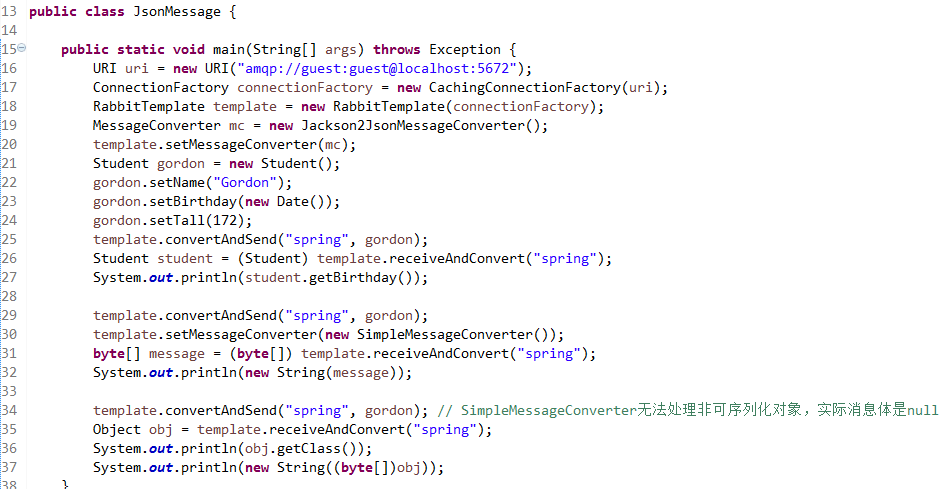 13 public class JsonMessage {
14
15 public static void main(String[] args) throws Exception {
16 URI uri = new URI("amqp://guest:guest@localhost:5672");
17 ConnectionFactory connectionFactory = new CachingConnectionFactory(uri);
18 RabbitTemplate template = new RabbitTemplate(connectionFactory);
19 MessageConverter mc = new Jackson2JsonMessageConverter();
20 template.setMessageConverter(mc);
21 Student gordon = new Student();
22 gordon.setName("Gordon");
23 gordon.setBirthday(new Date());
24 gordon.setTall(172);
25 template.convertAndSend("spring", gordon);
26 Student student = (Student) template.receiveAndConvert("spring");
27 System.out.println(student.getBirthday());
28
29 template.convertAndSend("spring", gordon);
30 template.setMessageConverter(new SimpleMessageConverter());
31 byte[] message = (byte[]) template.receiveAndConvert("spring");
32 System.out.println(new String(message));
33
34 template.convertAndSend("spring", gordon); // SimpleMessageConverter无法处理非可序列化对象，实际消息体是null
35 Object obj = template.receiveAndConvert("spring");
36 System.out.println(obj.getClass());
37 System.out.println(new String((byte[])obj));
38 }